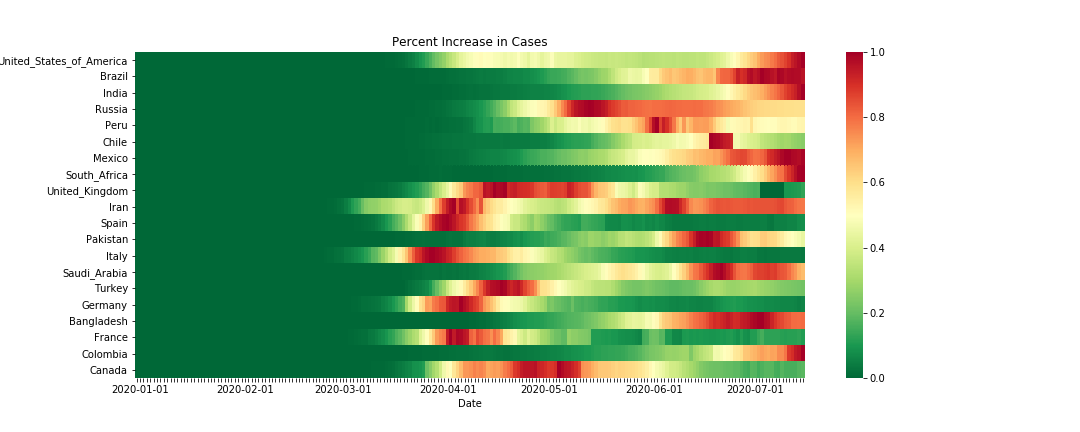 Percent Increase in Cases
United_States_of_America
Brazil
India
Russia
Peru
Chile
Mexico
South_Africa
United_Kingdom
Iran
Spain
Pakistan
Italy
Saudi_Arabia
Turkey
Germany
Bangladesh
France
Colombia
Canada
2020-01-01 2020-02-01 2020-03-01 2020-04-01 2020-05-01 2020-06-01 2020-07-01
Date
1.0
0.8
0.6
0.4
0.2
0.0